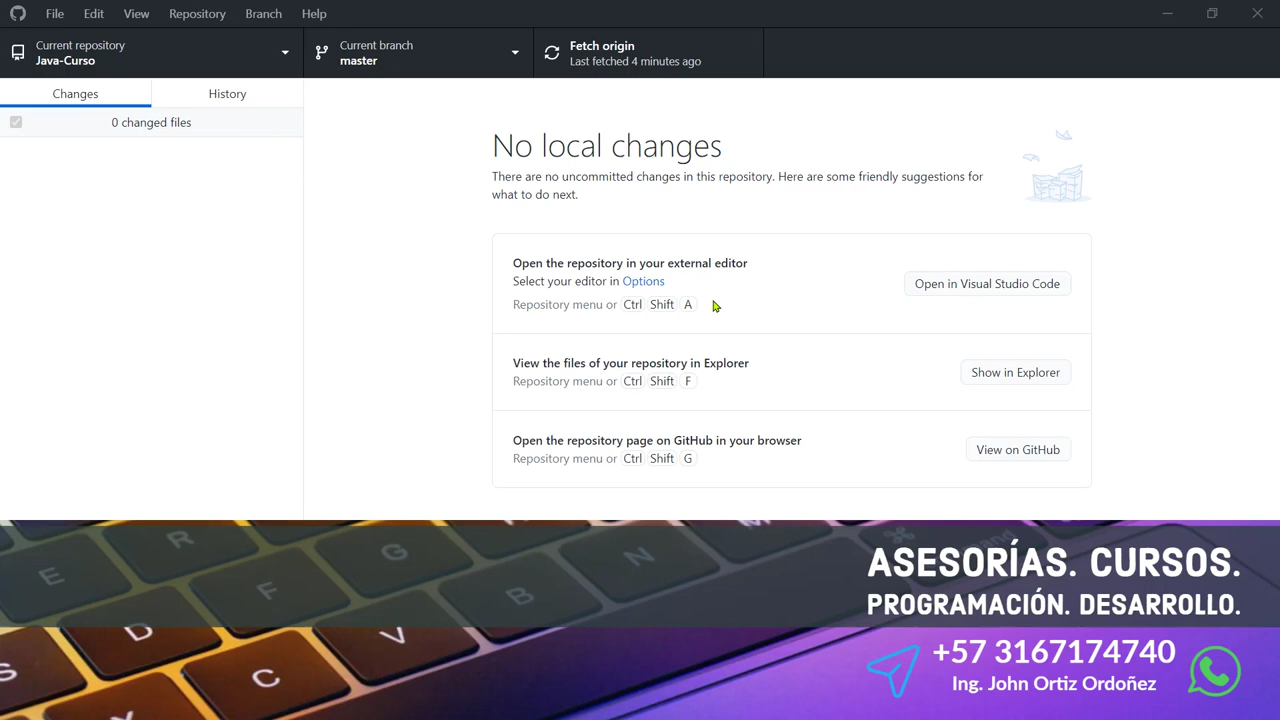 File Edit View Repository Branch Help
Current repository
Java-Curso
Current branch
master
Fetch origin
Last fetched 4 minutes ago
Changes
History
0 changed files
No local changes
There are no uncommitted changes in this repository. Here are some friendly suggestions for
what to do next.
Open the repository in your external editor
Select your editor in Options
Repository menu or Ctrl Shift A
Open in Visual Studio Code
View the files of your repository in Explorer
Repository menu or Ctrl Shift F
Show in Explorer
Open the repository page on GitHub in your browser
Repository menu or Ctrl Shift G
View on GitHub
E R G N
D F V B
C
ASESORÍAS. CURSOS.
PROGRAMACIÓN. DESARROLLO.
+57 3167174740
Ing. John Ortiz Ordoñez